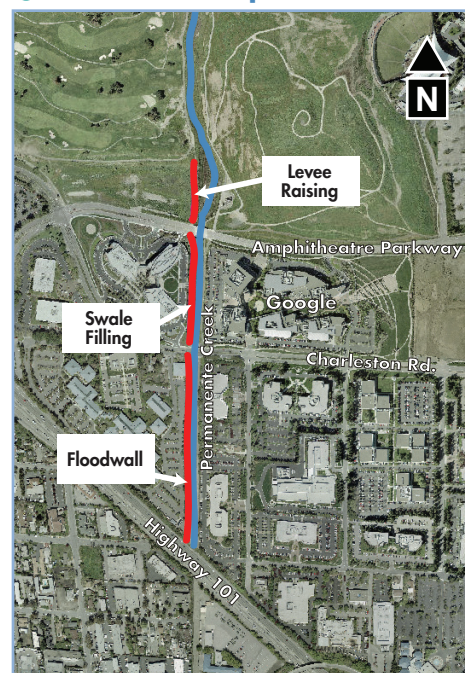 N
Levee
Raising
Amphitheatre Parkway
Google
Swale
Filling
Permanente Creek
Charleston Rd.
Floodwall
Highway 101